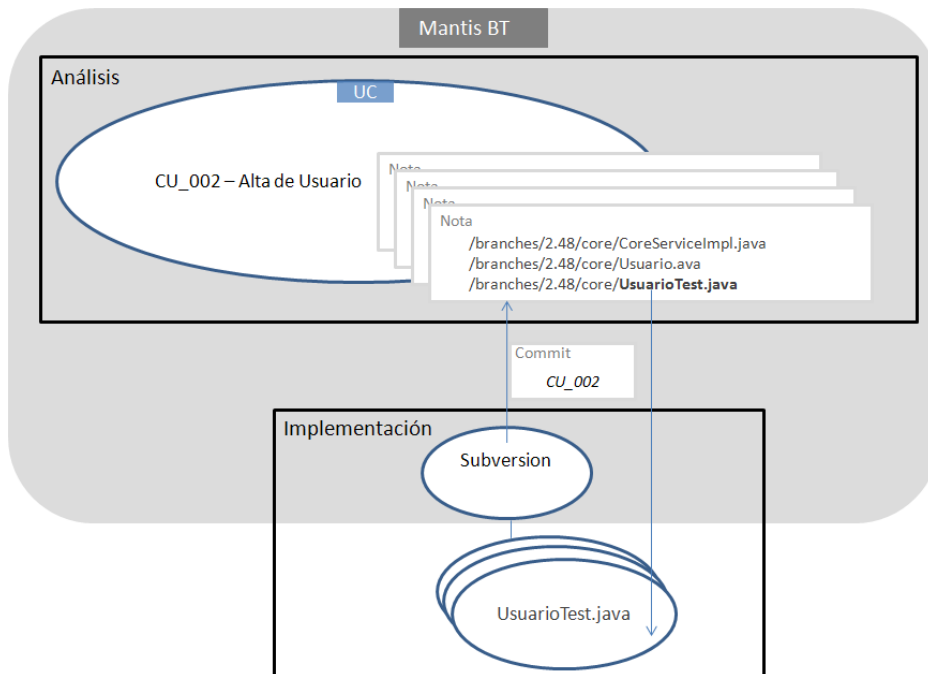 Mantis BT
Análisis
UC
CU_002 – Alta de Usuario
Nota
Nota
Nota
Nota
/branches/2.48/core/CoreServiceImpl.java
/branches/2.48/core/Usuario.ava
/branches/2.48/core/UsuarioTest.java
Commit
CU_002
Implementación
Subversion
UsuarioTest.java